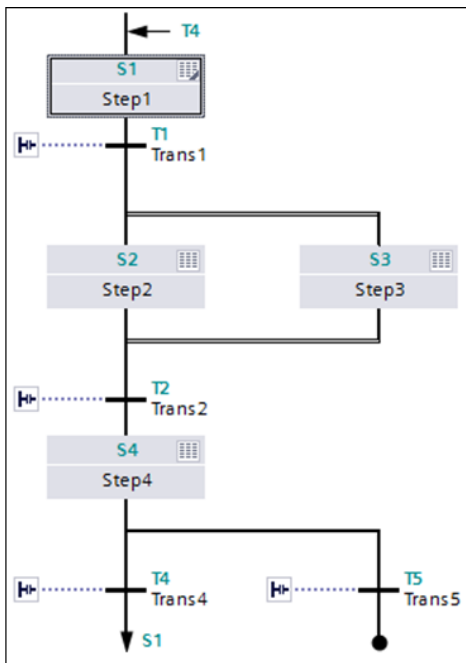 T4
S1
Step1
T1
Trans1
S2
Step2
S3
Step3
T2
Trans2
S4
Step4
T4
Trans4
T5
Trans5
S1